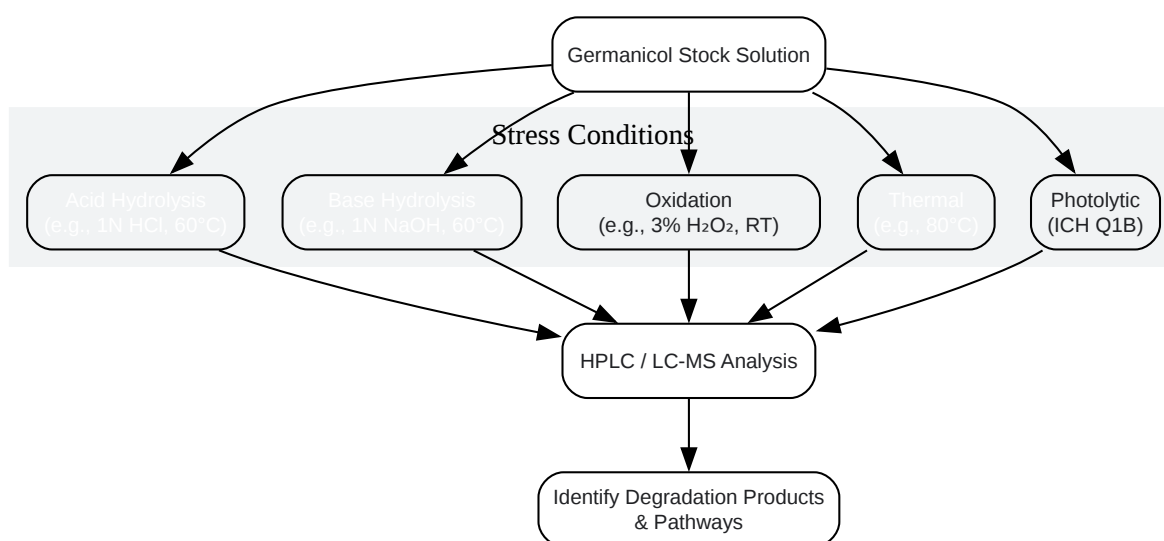 Germanicol Stock Solution
Stress Conditions
Acid Hydrolysis
(e.g., 1N HCl, 60°C)
Base Hydrolysis
(e.g., 1N NaOH, 60°C)
Oxidation
(e.g., 3% H₂O₂, RT)
Thermal
(e.g., 80°C)
Photolytic
(ICH Q1B)
HPLC / LC-MS Analysis
Identify Degradation Products
& Pathways